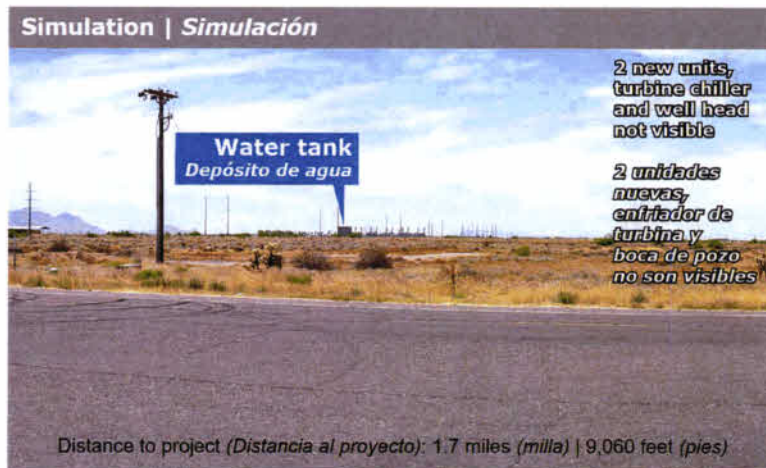 Simulation | Simulación
2 new units,
turbine chiller
and well head
not visible
Water tank
Depósito de agua
2 unidades
nuevas,
enfriador de
turbina y
boca de pozo
no son visibles
Distance to project (Distancia al proyecto): 1.7 miles (milla) | 9,060 feet (pies)